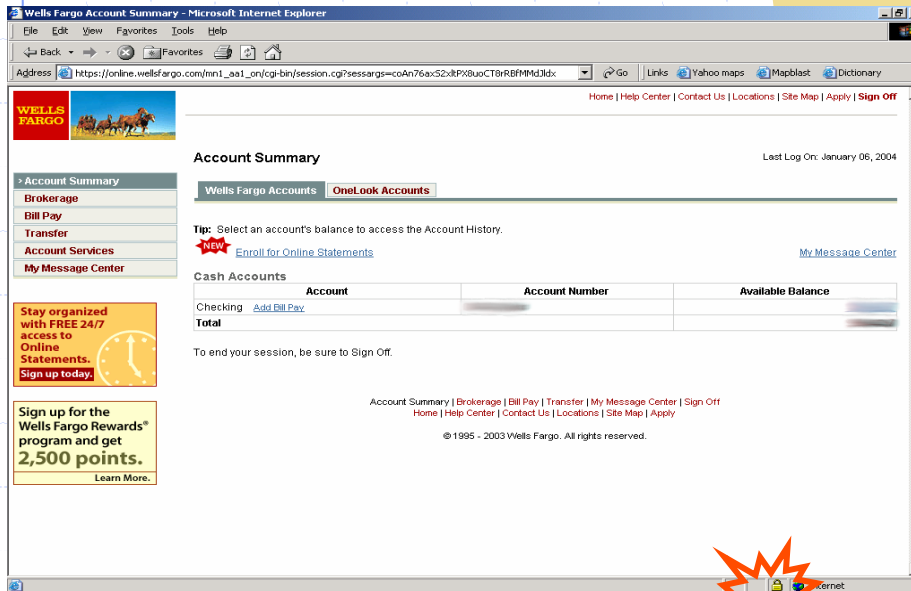 Wells Fargo Account Summary - Microsoft Internet Explorer
File Edit View Favorites Tools Help
Back Favorites
Address https://online.wellsfargo.com/mn1_aa1_on/cgi-bin/session.cgi?sessargs=coAn76axS2xltPX8uoCT8rRBfMMdJldx Go Links Yahoo maps Mapblast Dictionary
Home | Help Center | Contact Us | Locations | Site Map | Apply | Sign Off
WELLS
FARGO
Account Summary
Last Log On: January 06, 2004
> Account Summary
Brokerage
Bill Pay
Transfer
Account Services
My Message Center
Wells Fargo Accounts OneLook Accounts
Tip: Select an account's balance to access the Account History.
NEW Enroll for Online Statements My Message Center
Cash Accounts
Account Account Number Available Balance
Checking Add Bill Pay
Total
To end your session, be sure to Sign Off.
Stay organized
with FREE 24/7
access to
Online
Statements.
Sign up today.
Sign up for the
Wells Fargo Rewards®
program and get
2,500 points.
Learn More.
Account Summary | Brokerage | Bill Pay | Transfer | My Message Center | Sign Off
Home | Help Center | Contact Us | Locations | Site Map | Apply
© 1995 - 2003 Wells Fargo. All rights reserved.